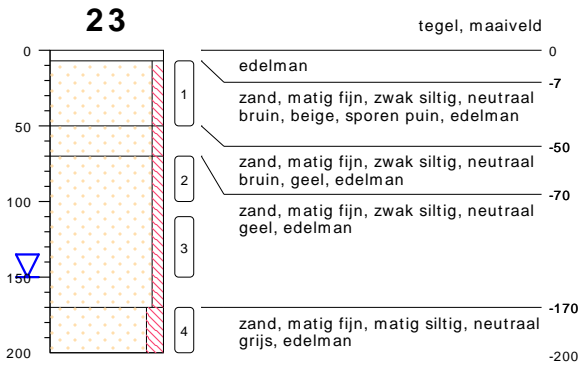 23
tegel, maaiveld
0
0
edelman
-7
zand, matig fijn, zwak siltig, neutraal
bruin, beige, sporen puin, edelman
1
50
-50
zand, matig fijn, zwak siltig, neutraal
bruin, geel, edelman
2
-70
100
zand, matig fijn, zwak siltig, neutraal
geel, edelman
3
150
-170
zand, matig fijn, matig siltig, neutraal
grijs, edelman
4
200
-200